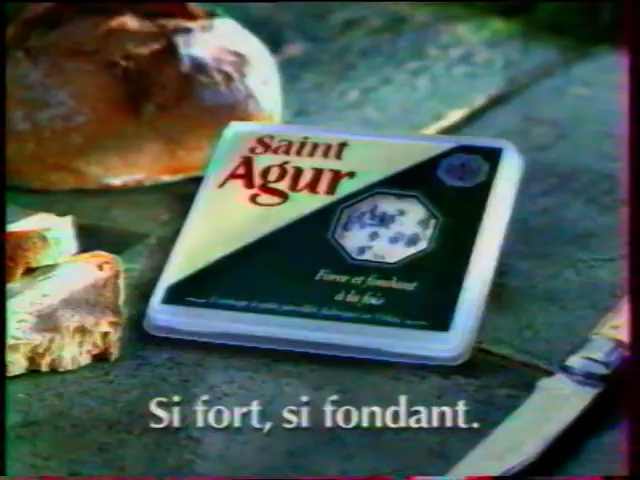 Saint
Agur
Force et fondant
à la fois
Si fort, si fondant.